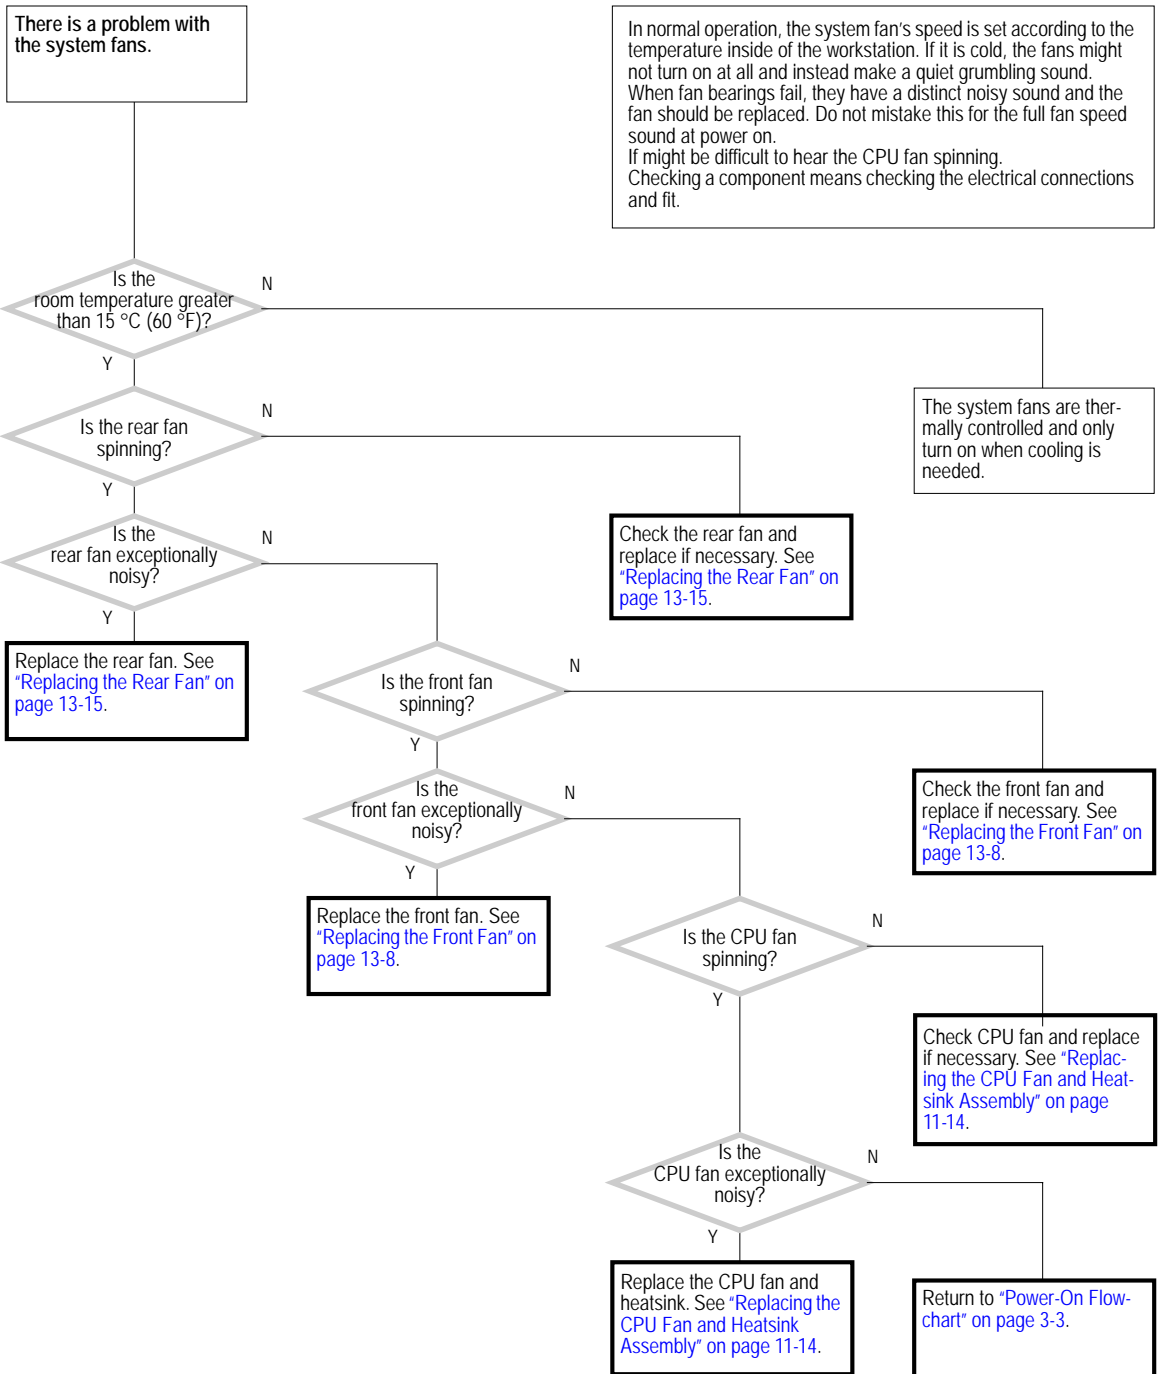 There is a problem with
the system fans.
In normal operation, the system fan's speed is set according to the
temperature inside of the workstation. If it is cold, the fans might
not turn on at all and instead make a quiet grumbling sound.
When fan bearings fail, they have a distinct noisy sound and the
fan should be replaced. Do not mistake this for the full fan speed
sound at power on.
If might be difficult to hear the CPU fan spinning.
Checking a component means checking the electrical connections
and fit.
Is the
room temperature greater
than 15 °C (60 °F)?
N
Y
The system fans are ther-
mally controlled and only
turn on when cooling is
needed.
Is the rear fan
spinning?
N
Y
Check the rear fan and
replace if necessary. See
"Replacing the Rear Fan" on
page 13-15.
Is the
rear fan exceptionally
noisy?
N
Y
Replace the rear fan. See
"Replacing the Rear Fan" on
page 13-15.
Is the front fan
spinning?
N
Y
Check the front fan and
replace if necessary. See
"Replacing the Front Fan" on
page 13-8.
Is the
front fan exceptionally
noisy?
N
Y
Replace the front fan. See
"Replacing the Front Fan" on
page 13-8.
Is the CPU fan
spinning?
N
Y
Check CPU fan and replace
if necessary. See "Replac-
ing the CPU Fan and Heat-
sink Assembly" on page
11-14.
Is the
CPU fan exceptionally
noisy?
N
Y
Replace the CPU fan and
heatsink. See "Replacing the
CPU Fan and Heatsink
Assembly" on page 11-14.
Return to "Power-On Flow-
chart" on page 3-3.